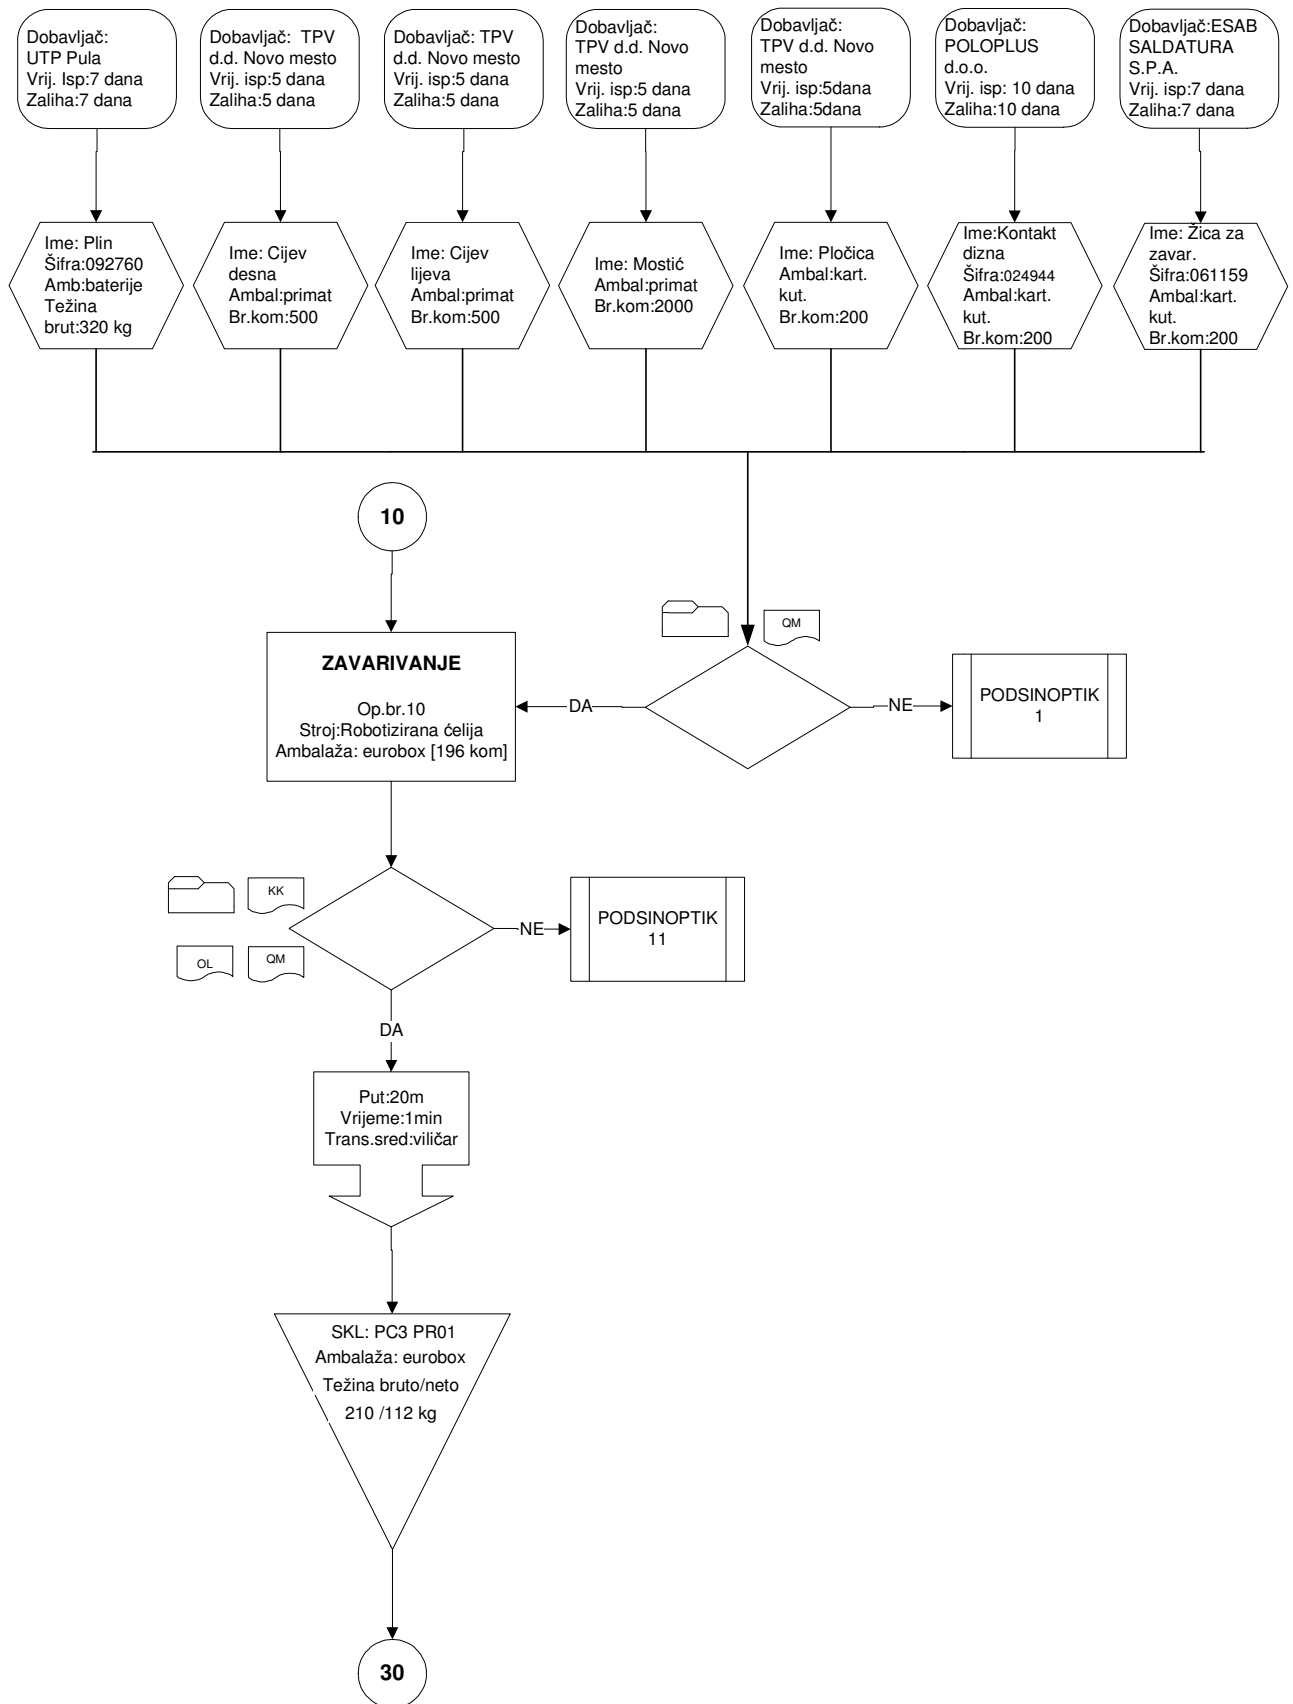 Dobavljač:
UTP Pula
Vrij. Isp:7 dana
Zaliha:7 dana
Dobavljač: TPV
d.d. Novo mesto
Vrij. isp:5 dana
Zaliha:5 dana
Dobavljač: TPV
d.d. Novo mesto
Vrij. isp:5 dana
Zaliha:5 dana
Dobavljač:
TPV d.d. Novo
mesto
Vrij. isp:5 dana
Zaliha:5 dana
Dobavljač:
TPV d.d. Novo
mesto
Vrij. isp:5dana
Zaliha:5dana
Dobavljač:
POLOPLUS
d.o.o.
Vrij. isp: 10 dana
Zaliha:10 dana
Dobavljač:ESAB
SALDATURA
S.P.A.
Vrij. isp:7 dana
Zaliha:7 dana
Ime: Plin
Šifra:092760
Amb:baterije
Težina
brut:320 kg
Ime: Cijev
desna
Ambal:primat
Br.kom:500
Ime: Cijev
lijeva
Ambal:primat
Br.kom:500
Ime: Mostić
Ambal:primat
Br.kom:2000
Ime: Pločica
Ambal:kart.
kut.
Br.kom:200
Ime:Kontakt
dizna
Šifra:024944
Ambal:kart.
kut.
Br.kom:200
Ime: Žica za
zavar.
Šifra:061159
Ambal:kart.
kut.
Br.kom:200
10
QM
ZAVARIVANJE
Op.br.10
Stroj:Robotizirana ćelija
Ambalaža: eurobox [196 kom]
DA
NE
PODSINOPTIK
1
KK
OL
QM
NE
PODSINOPTIK
11
DA
Put:20m
Vrijeme:1min
Trans.sred:viličar
SKL: PC3 PR01
Ambalaža: eurobox
Težina bruto/neto
210 /112 kg
30